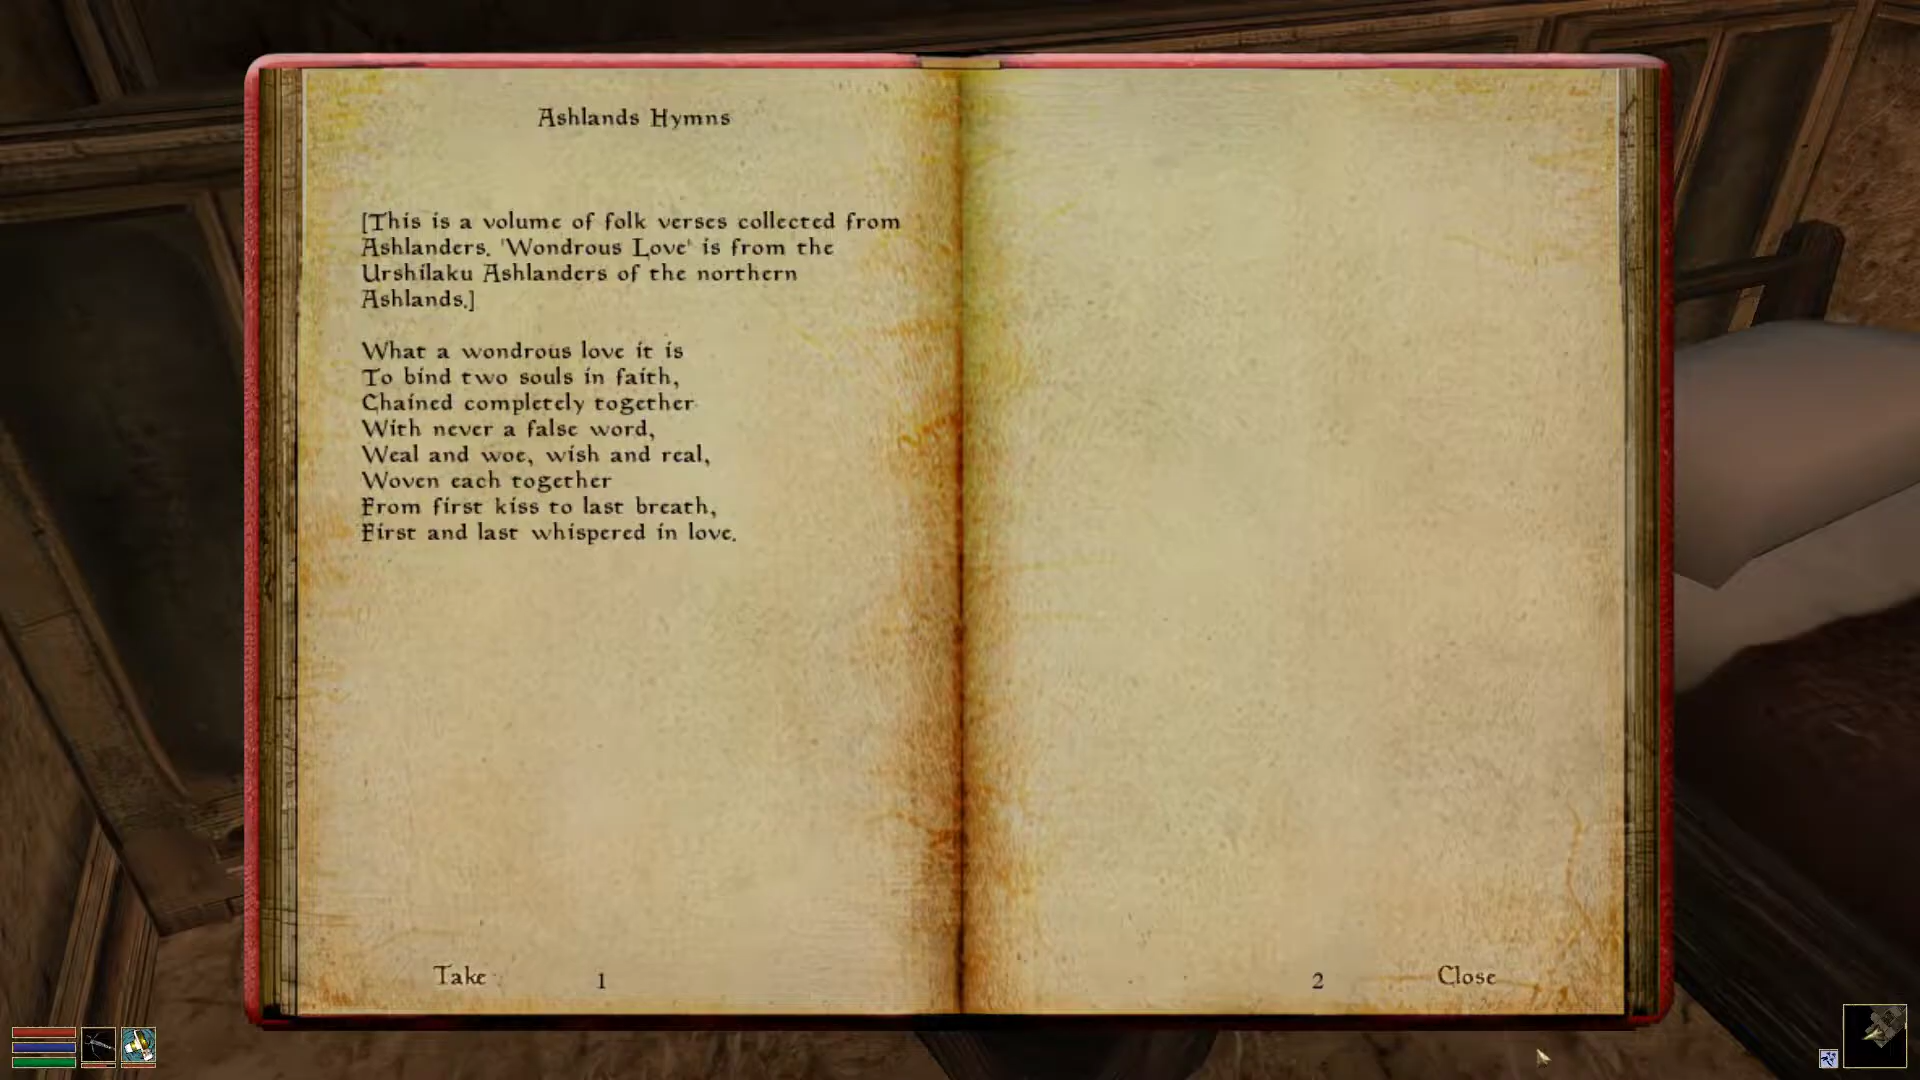 Ashlands Hymns
[This is a volume of folk verses collected from
Ashlanders. 'Wondrous Love' is from the
Urshilaku Ashlanders of the northern
Ashlands.]
What a wondrous love it is
To bind two souls in faith,
Chained completely together
With never a false word,
Weal and woe, wish and real,
Woven each together
From first kiss to last breath,
First and last whispered in love.
Take 1 2 Close